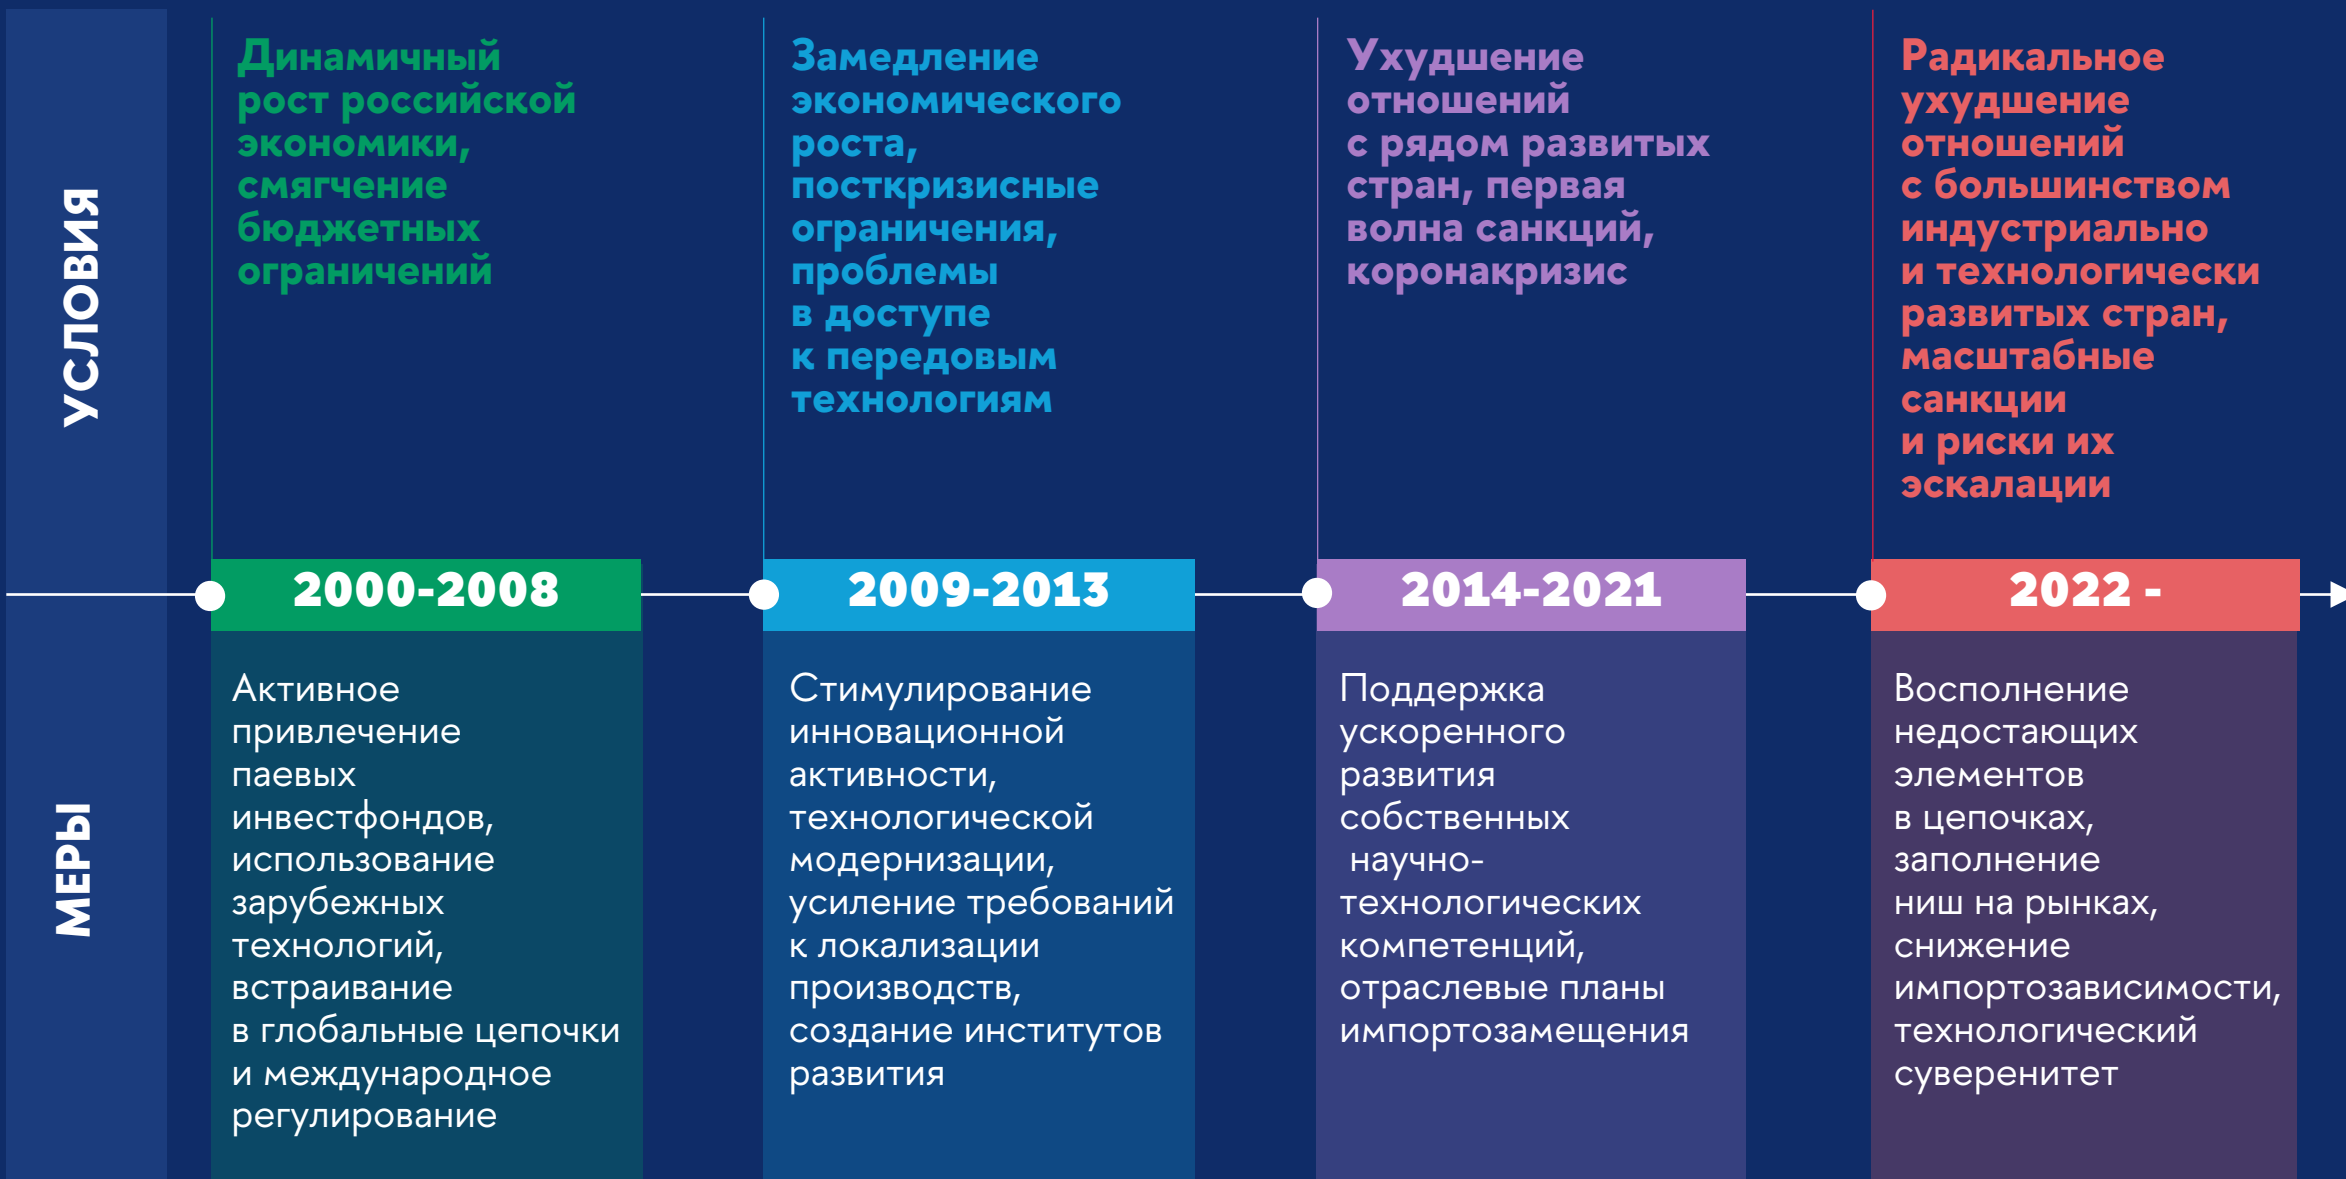 УСЛОВИЯ
Динамичный
рост российской
экономики,
смягчение
бюджетных
ограничений
Замедление
экономического
роста,
посткризисные
ограничения,
проблемы
в доступе
к передовым
технологиям
Ухудшение
отношений
с рядом развитых
стран, первая
волна санкций,
коронакризис
Радикальное
ухудшение
отношений
с большинством
индустриально
и технологически
развитых стран,
масштабные
санкции
и риски их
эскалации
2000-2008
2009-2013
2014-2021
2022 -
МЕРЫ
Активное
привлечение
паевых
инвестфондов,
использование
зарубежных
технологий,
встраивание
в глобальные цепочки
и международное
регулирование
Стимулирование
инновационной
активности,
технологической
модернизации,
усиление требований
к локализации
производств,
создание институтов
развития
Поддержка
ускоренного
развития
собственных
научно-
технологических
компетенций,
отраслевые планы
импортозамещения
Восполнение
недостающих
элементов
в цепочках,
заполнение
ниш на рынках,
снижение
импортозависимости,
технологический
суверенитет